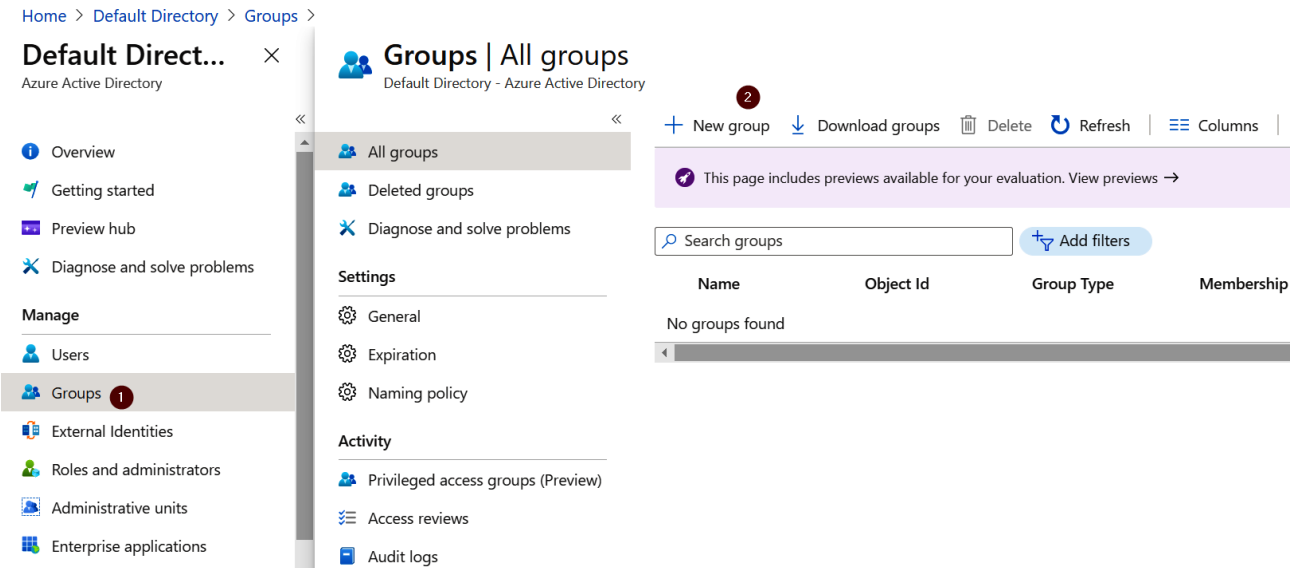 Home > Default Directory > Groups >
Default Direct...
Azure Active Directory
Overview
Getting started
Preview hub
Diagnose and solve problems
Manage
Users
Groups 1
External Identities
Roles and administrators
Administrative units
Enterprise applications
Groups | All groups
Default Directory - Azure Active Directory
All groups
Deleted groups
Diagnose and solve problems
Settings
General
Expiration
Naming policy
Activity
Privileged access groups (Preview)
Access reviews
Audit logs
2
New group Download groups Delete Refresh Columns
This page includes previews available for your evaluation. View previews →
Search groups Add filters
Name Object Id Group Type Membership
No groups found